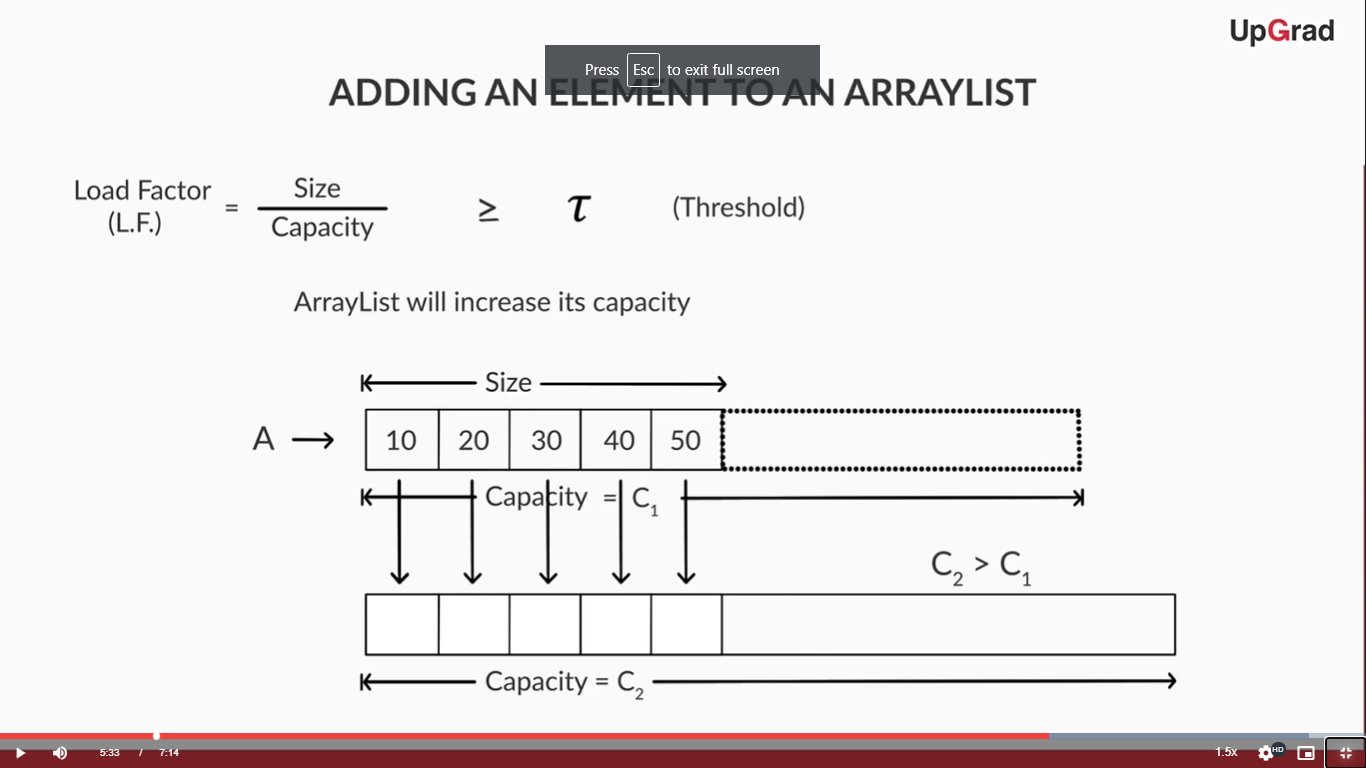 UpGrad
Press Esc to exit full screen
ADDING AN ELEMENT TO AN ARRAYLIST
Load Factor (L.F.) = Size / Capacity ≥ τ (Threshold)
ArrayList will increase its capacity
Size
A → 10 20 30 40 50
Capacity = C₁
C₂ > C₁
Capacity = C₂
5:33 / 7:14 1.5x HD